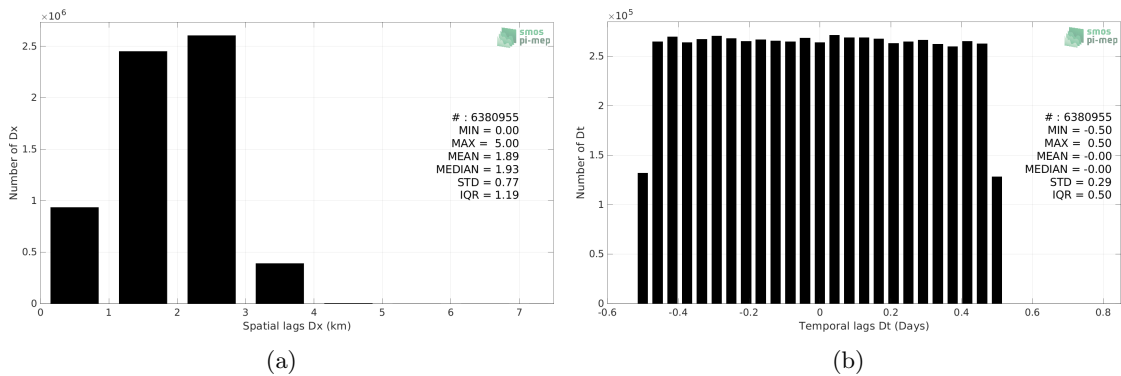 ×10⁶
2.5
2
1.5
1
0.5
0
0 1 2 3 4 5 6 7
Number of Dx
Spatial lags Dx (km)
smos
pi-mep
# : 6380955
MIN = 0.00
MAX = 5.00
MEAN = 1.89
MEDIAN = 1.93
STD = 0.77
IQR = 1.19
(a)
×10⁵
2.5
2
1.5
1
0.5
0
-0.6 -0.4 -0.2 0 0.2 0.4 0.6 0.8
Number of Dt
Temporal lags Dt (Days)
smos
pi-mep
# : 6380955
MIN = -0.50
MAX = 0.50
MEAN = -0.00
MEDIAN = -0.00
STD = 0.29
IQR = 0.50
(b)